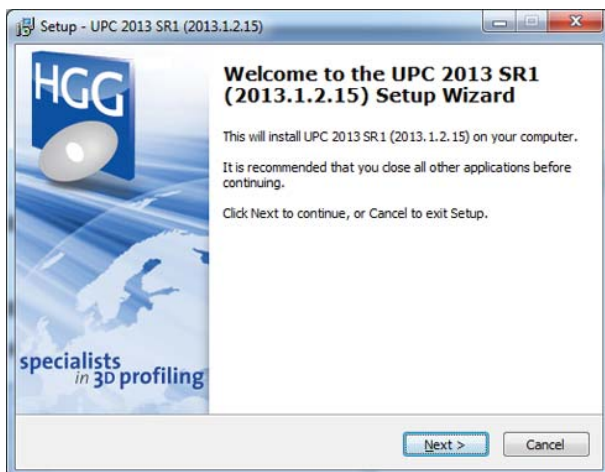 Setup - UPC 2013 SR1 (2013.1.2.15)
HGG
Welcome to the UPC 2013 SR1
(2013.1.2.15) Setup Wizard
This will install UPC 2013 SR1 (2013.1.2.15) on your computer.
It is recommended that you close all other applications before
continuing.
Click Next to continue, or Cancel to exit Setup.
specialists
in 3D profiling
Next >
Cancel